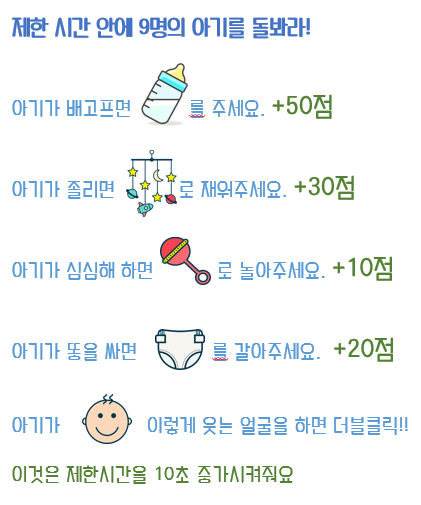 제한 시간 안에 9명의 아기를 돌봐라!
아기가 배고프면 를 주세요. +50점
아기가 졸리면 로 재워주세요. +30점
아기가 심심해 하면 로 놀아주세요. +10점
아기가 똥을 싸면 를 갈아주세요. +20점
아기가 이렇게 웃는 얼굴을 하면 더블클릭!!
이것은 제한시간을 10초 증가시켜줘요